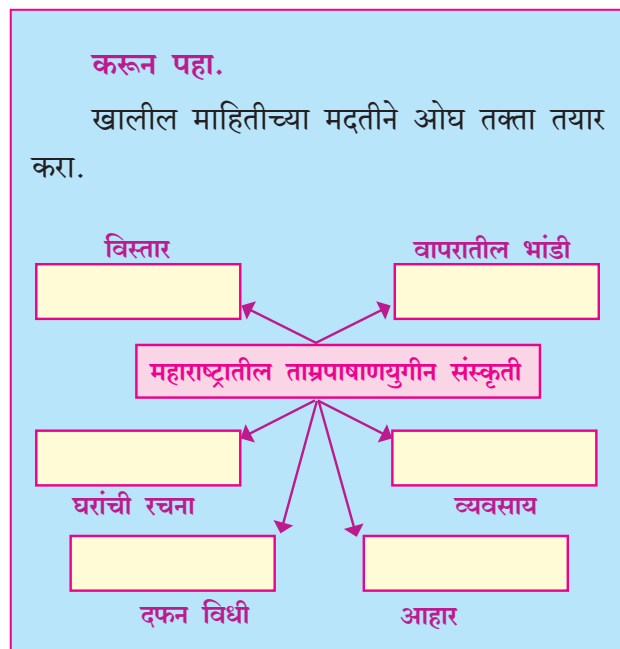 करून पहा.
खालील माहितीच्या मदतीने ओघ तक्ता तयार
करा.
विस्तार
वापरातील भांडी
महाराष्ट्रातील ताम्रपाषाणयुगीन संस्कृती
घरांची रचना
व्यवसाय
दफन विधी
आहार